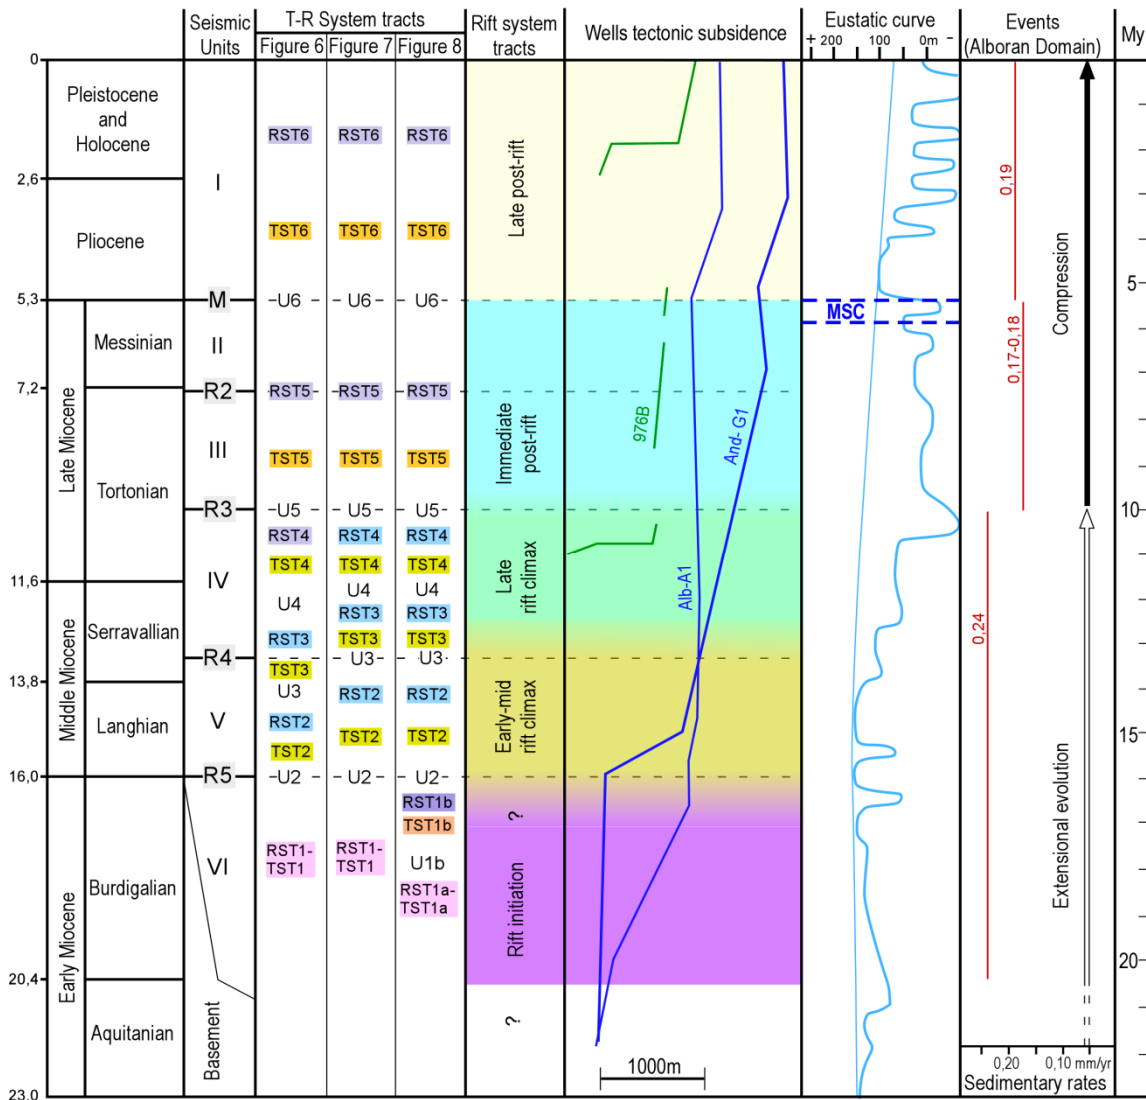 Seismic
Units
T-R System tracts
Figure 6
Figure 7
Figure 8
Rift system
tracts
Wells tectonic subsidence
Eustatic curve
+ 200 100 0m -
Events
(Alboran Domain)
My
0
Pleistocene
and
Holocene
2,6
Pliocene
5,3
Late Miocene
Messinian
7,2
Tortonian
11,6
Middle Miocene
Serravallian
13,8
Langhian
16,0
Early Miocene
Burdigalian
20,4
Aquitanian
23.0
I
M
II
R2
III
R3
IV
R4
V
R5
VI
Basement
RST6 RST6 RST6
TST6 TST6 TST6
U6 U6 U6
RST5 RST5 RST5
TST5 TST5 TST5
U5 U5 U5
RST4 RST4 RST4
TST4 TST4 TST4
U4 U4 U4
RST3 RST3 RST3
TST3 TST3 TST3
U3 U3 U3
RST2 RST2 RST2
TST2 TST2 TST2
U2 U2 U2
RST1b
TST1b
RST1-
TST1
RST1-
TST1
U1b
RST1a-
TST1a
Late post-rift
Immediate
post-rift
Late
rift climax
Early-mid
rift climax
?
Rift initiation
?
976B
And- G1
Alb-A1
1000m
MSC
0,19
0,17-0,18
0,24
Compression
Extensional evolution
5
10
15
20
0,20 0,10 mm/yr
Sedimentary rates